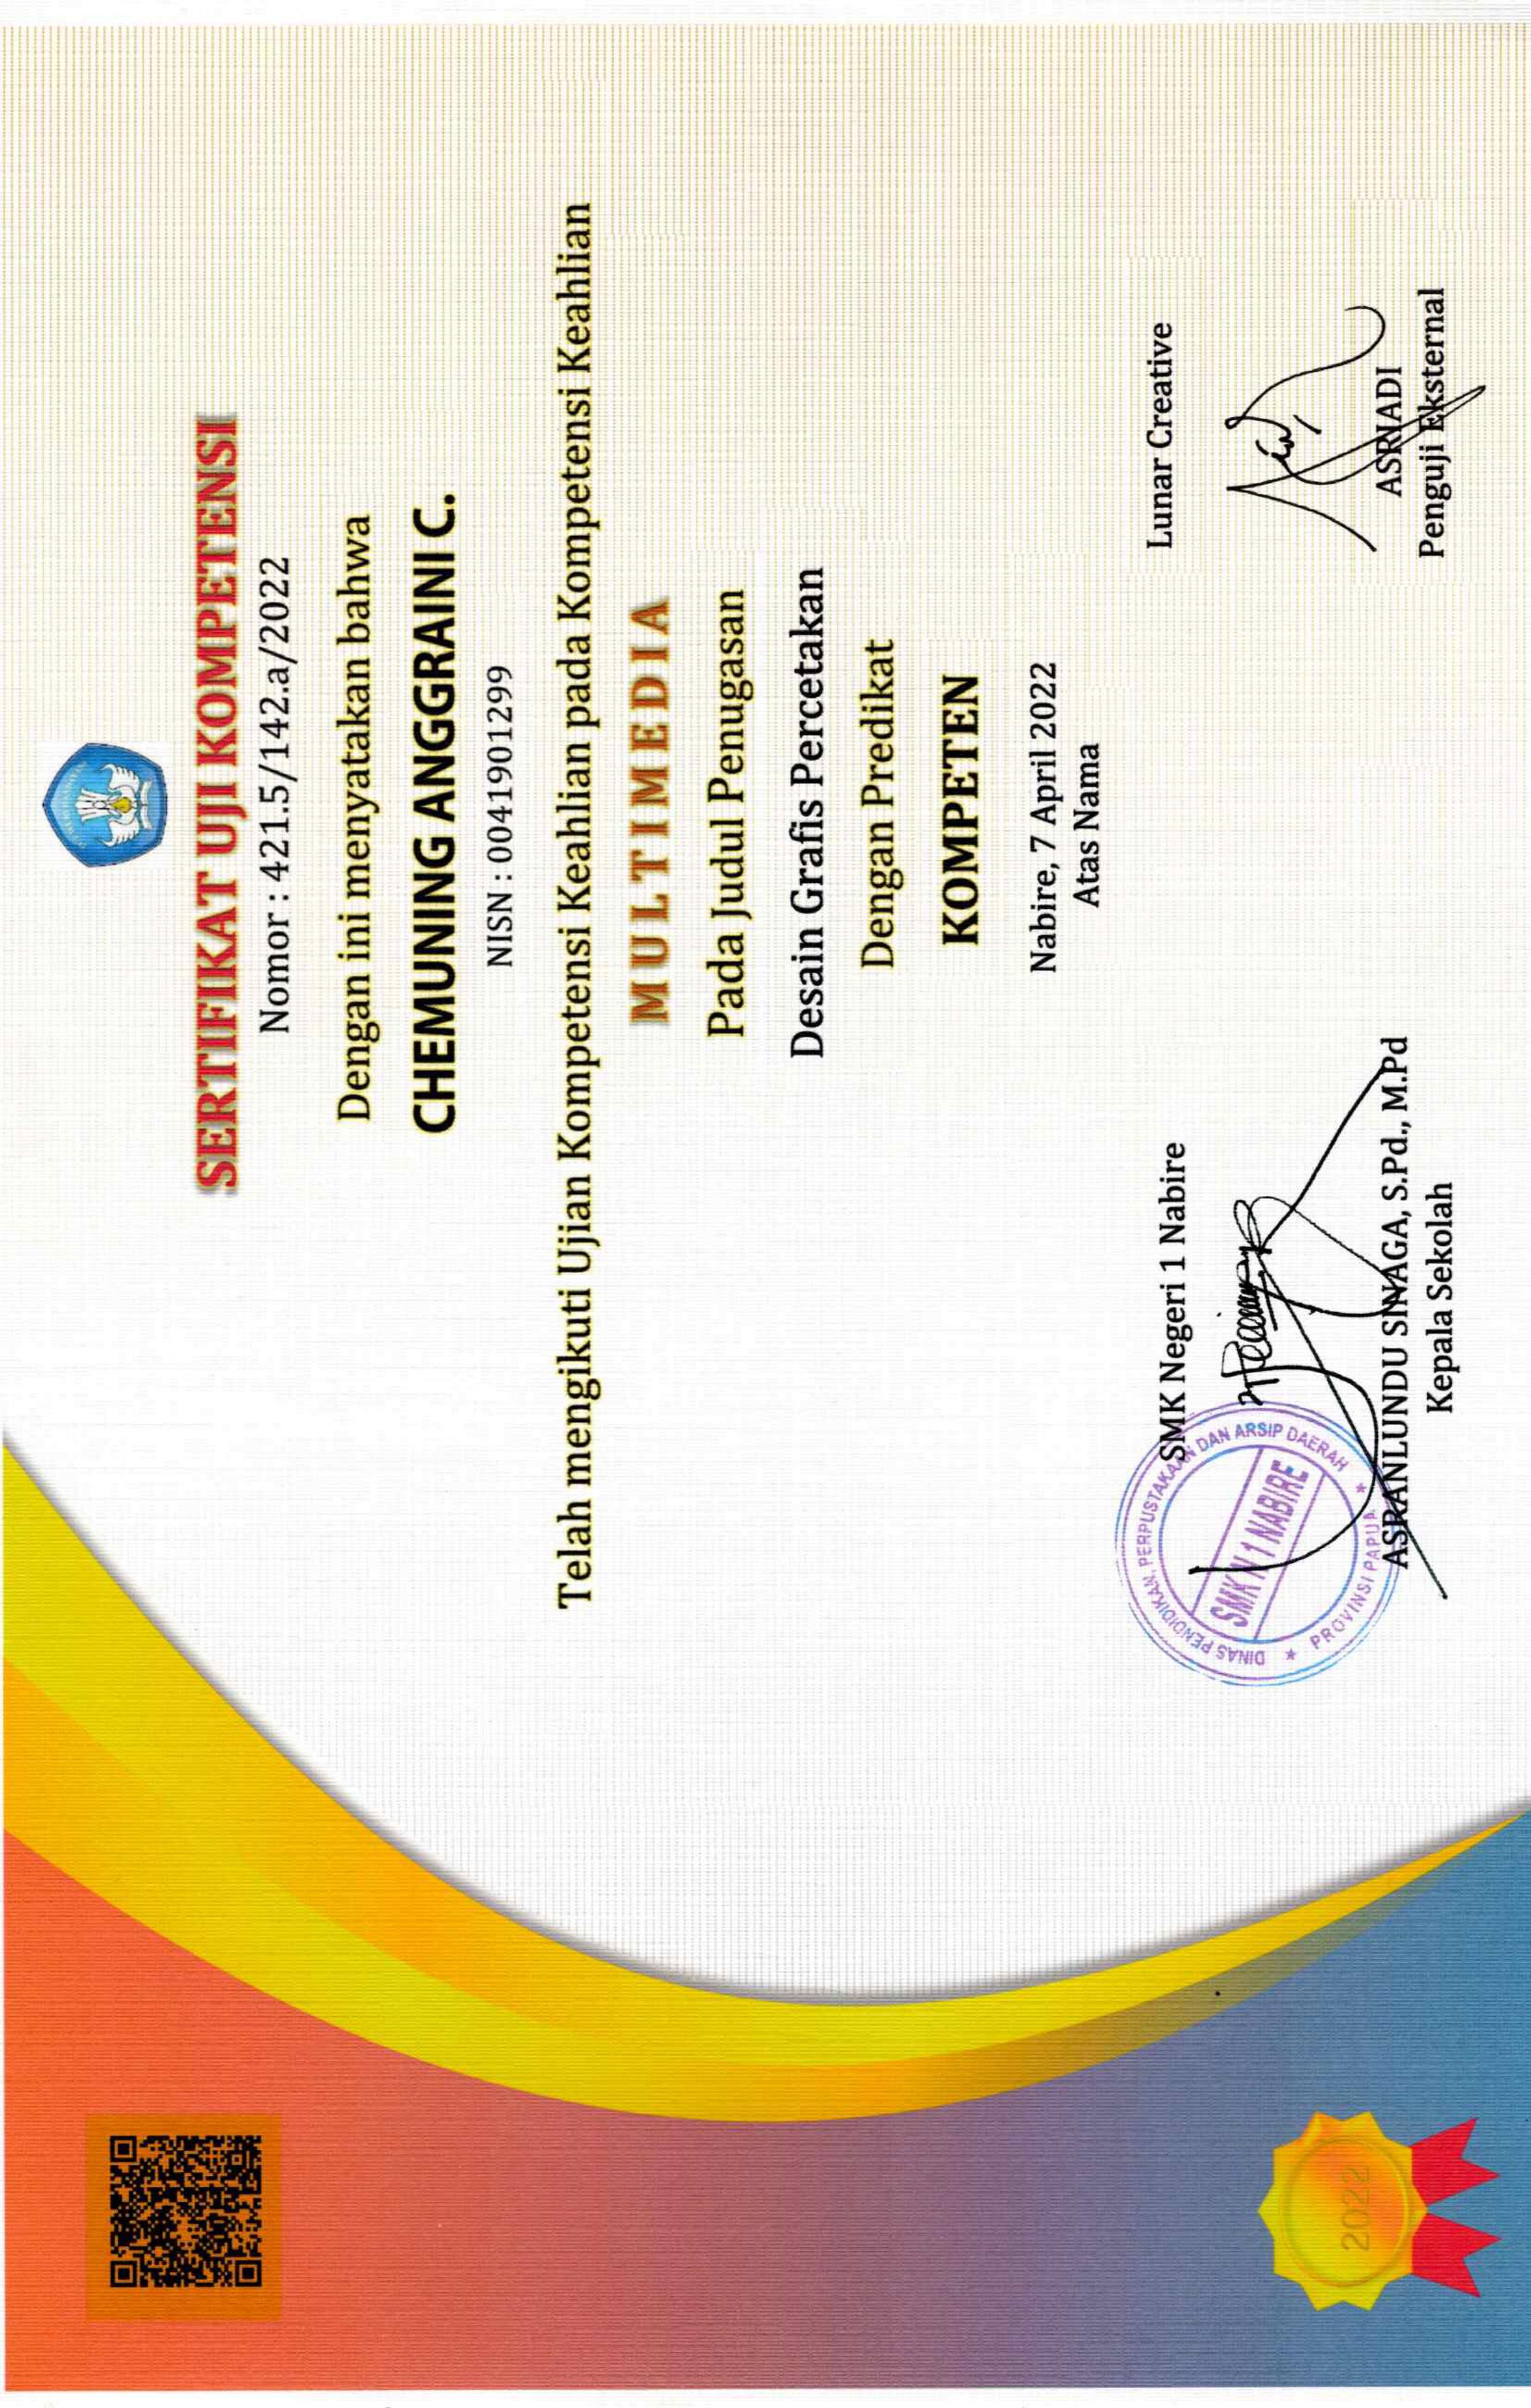 SERTIFIKAT UJI KOMPETENSI
Nomor : 421.5/142.a/2022
Dengan ini menyatakan bahwa
CHEMUNING ANGGRAINI C.
NISN : 0041901299
Telah mengikuti Ujian Kompetensi Keahlian pada Kompetensi Keahlian
MULTIMEDIA
Pada Judul Penugasan
Desain Grafis Percetakan
Dengan Predikat
KOMPETEN
Nabire, 7 April 2022
Atas Nama
SMK Negeri 1 Nabire
DINAS PENDIDIKAN, PERPUSTAKAAN DAN ARSIP DAERAH
SMK N 1 NABIRE
PROVINSI PAPUA
ASRANLUNDU SINAGA, S.Pd., M.Pd
Kepala Sekolah
Lunar Creative
ASRIADI
Penguji Eksternal
2022